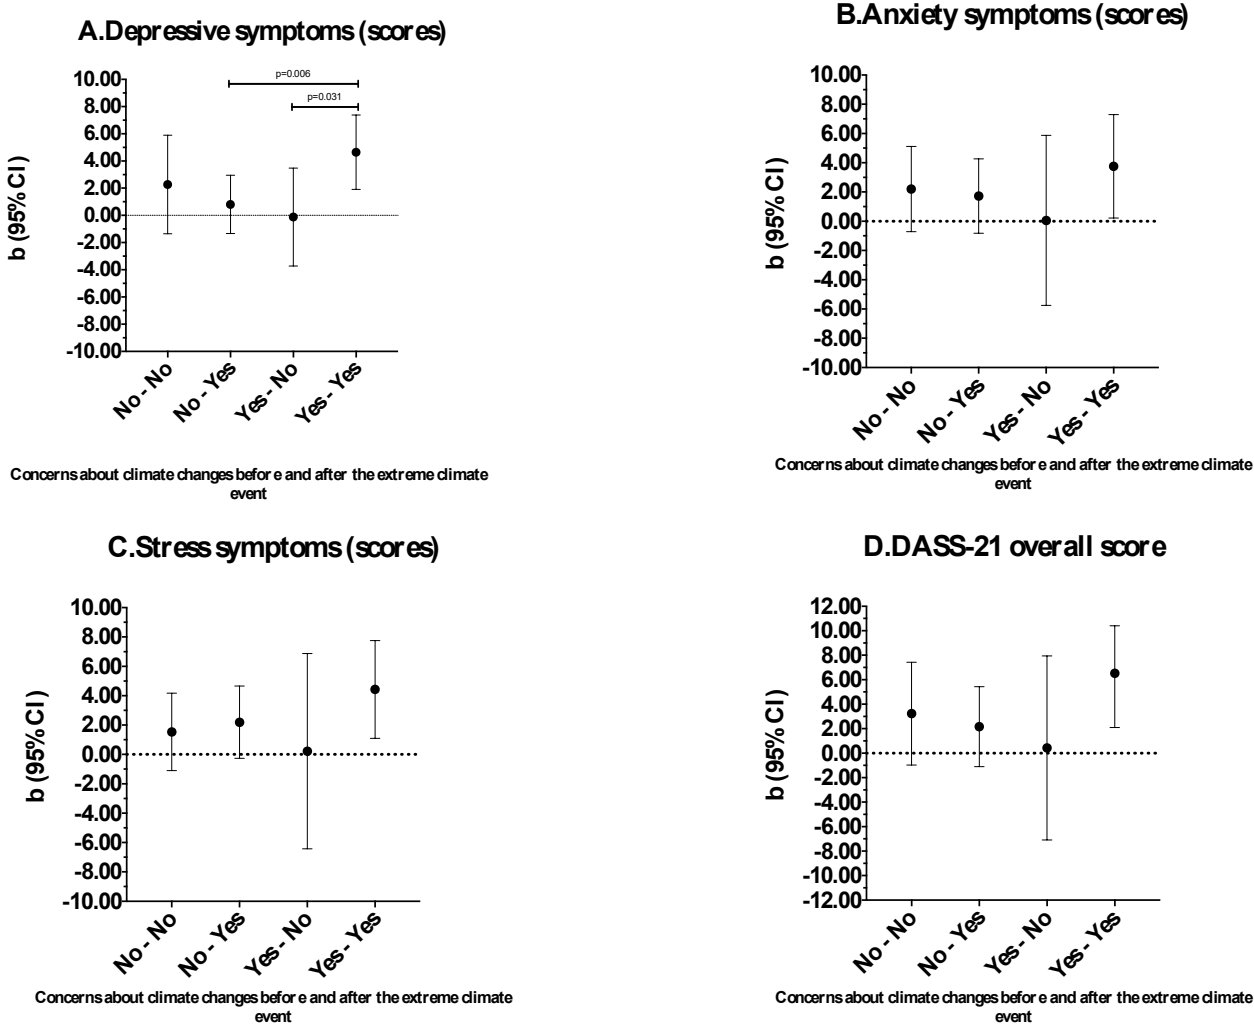 A.Depressive symptoms (scores)
b (95% CI)
10.00
8.00
6.00
4.00
2.00
0.00
-2.00
-4.00
-6.00
-8.00
-10.00
p=0.006
p=0.031
No - No
No - Yes
Yes - No
Yes - Yes
Concerns about climate changes before and after the extreme climate
event
B.Anxiety symptoms (scores)
b (95% CI)
10.00
8.00
6.00
4.00
2.00
0.00
-2.00
-4.00
-6.00
-8.00
-10.00
No - No
No - Yes
Yes - No
Yes - Yes
Concerns about climate changes before and after the extreme climate
event
C.Stress symptoms (scores)
b (95% CI)
10.00
8.00
6.00
4.00
2.00
0.00
-2.00
-4.00
-6.00
-8.00
-10.00
No - No
No - Yes
Yes - No
Yes - Yes
Concerns about climate changes before and after the extreme climate
event
D.DASS-21 overall score
b (95% CI)
12.00
10.00
8.00
6.00
4.00
2.00
0.00
-2.00
-4.00
-6.00
-8.00
-10.00
-12.00
No - No
No - Yes
Yes - No
Yes - Yes
Concerns about climate changes before and after the extreme climate
event